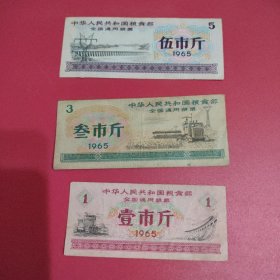 中华人民共和国粮食部
5
全国通用粮票
伍市斤
1965
中华人民共和国粮食部
3
全国通用粮票
叁市斤
1965
中华人民共和国粮食部
全国通用粮票
1
1
壹市斤
1965